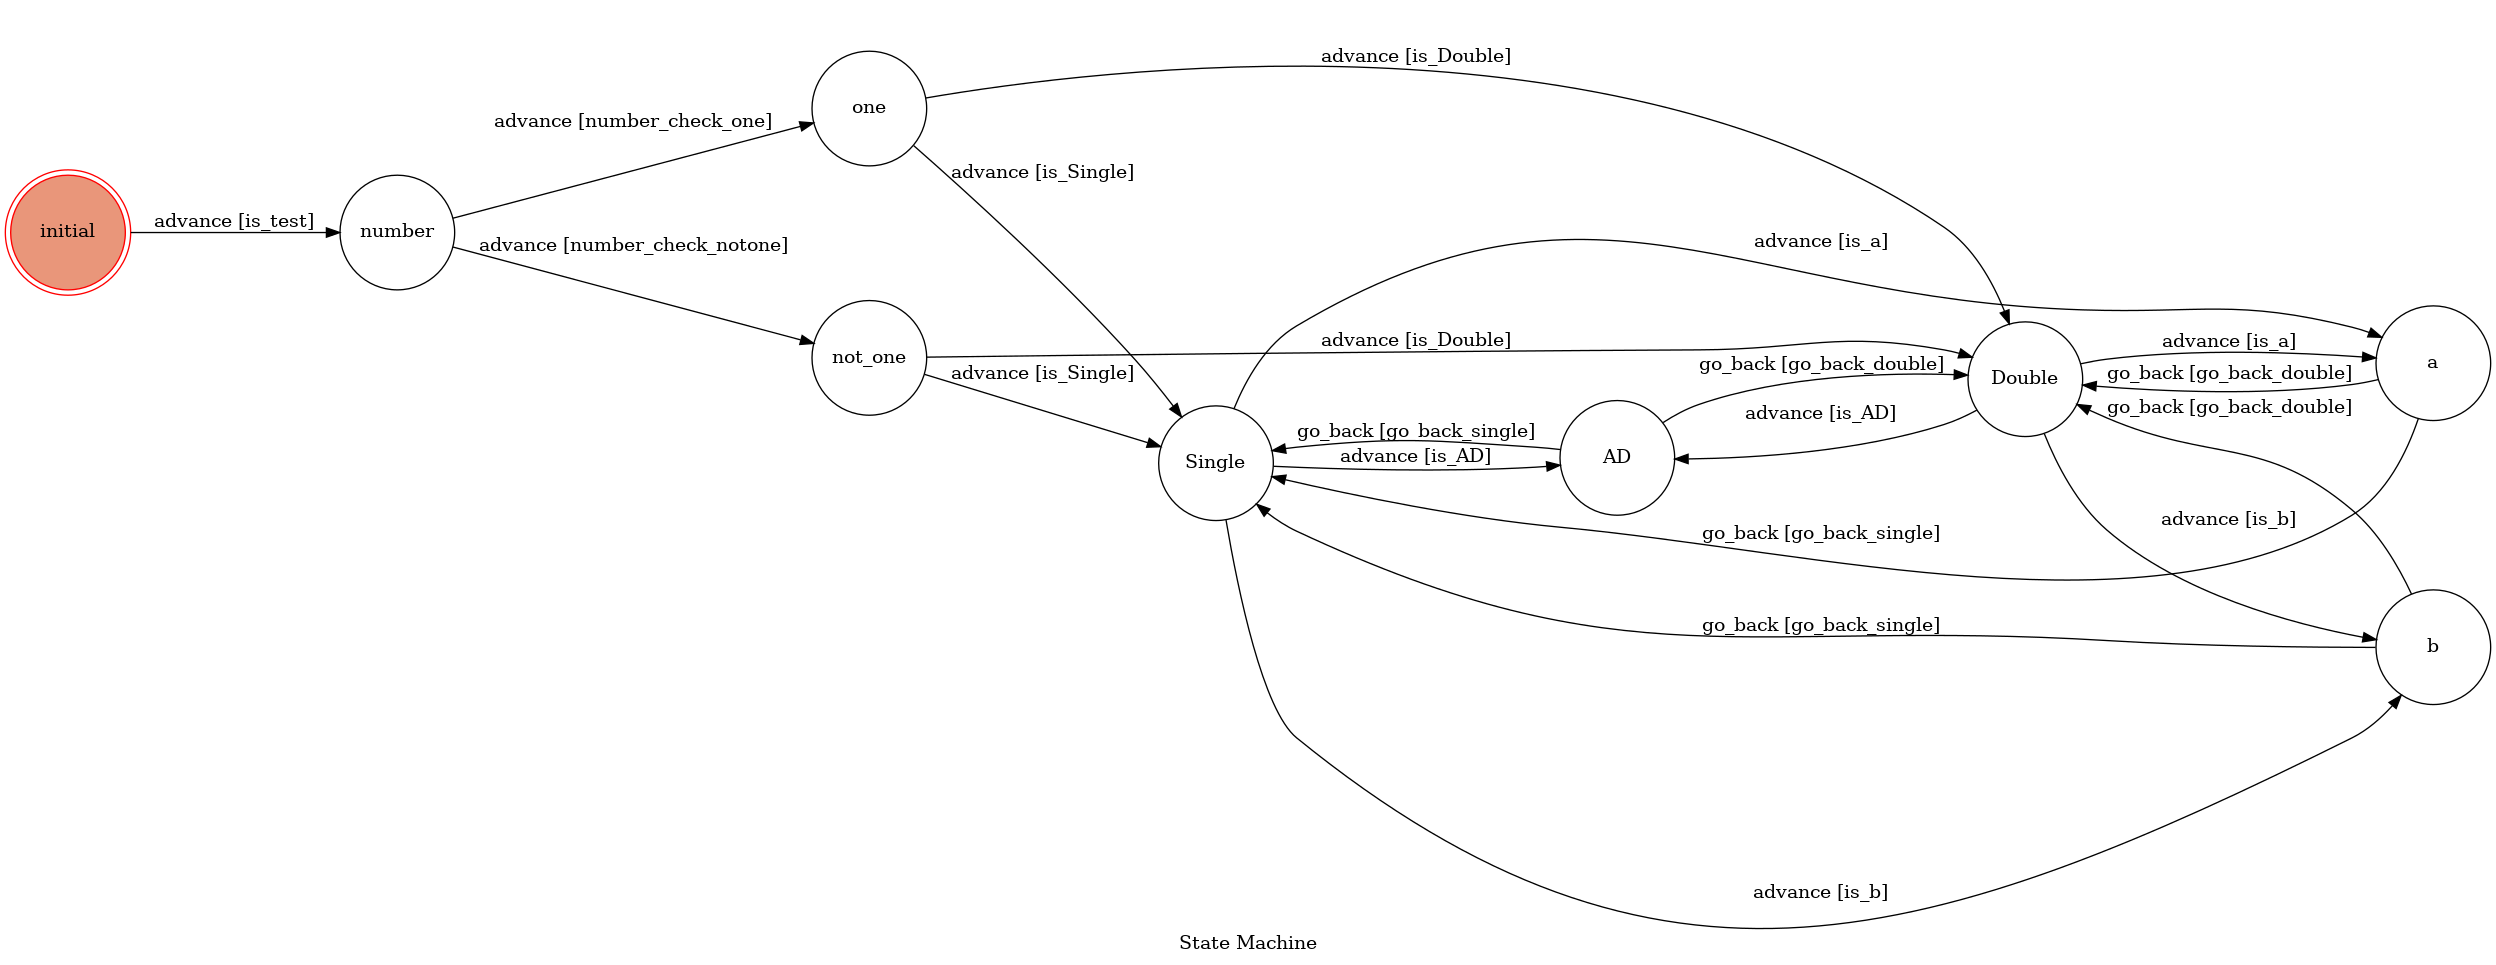 advance [is_Double]
one
advance [number_check_one]
advance [is_Single]
initial
advance [is_test]
number
advance [number_check_notone]
advance [is_a]
not_one
advance [is_Double]
advance [is_Single]
go_back [go_back_double]
advance [is_AD]
Double
advance [is_a]
go_back [go_back_double]
go_back [go_back_double]
a
Single
go_back [go_back_single]
advance [is_AD]
AD
go_back [go_back_single]
advance [is_b]
go_back [go_back_single]
b
advance [is_b]
State Machine